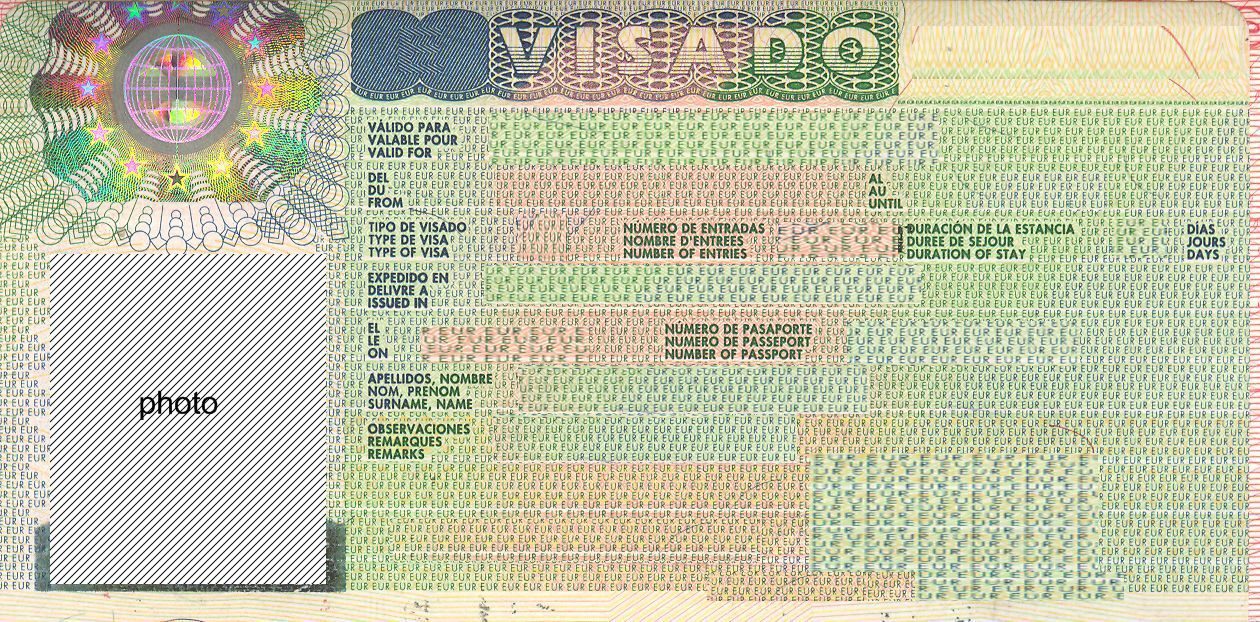 VISADO
VÁLIDO PARA
VALABLE POUR
VALID FOR
DEL
DU
FROM
AL
AU
UNTIL
TIPO DE VISADO
TYPE DE VISA
TYPE OF VISA
NÚMERO DE ENTRADAS
NOMBRE D'ENTRÉES
NUMBER OF ENTRIES
DURACIÓN DE LA ESTANCIA
DUREE DE SEJOUR
DURATION OF STAY
DÍAS
JOURS
DAYS
EXPEDIDO EN
DELIVRE A
ISSUED IN
EL
LE
ON
NÚMERO DE PASAPORTE
NUMÉRO DE PASSEPORT
NUMBER OF PASSPORT
APELLIDOS, NOMBRE
NOM, PRENOM
SURNAME, NAME
OBSERVACIONES
REMARQUES
REMARKS
photo